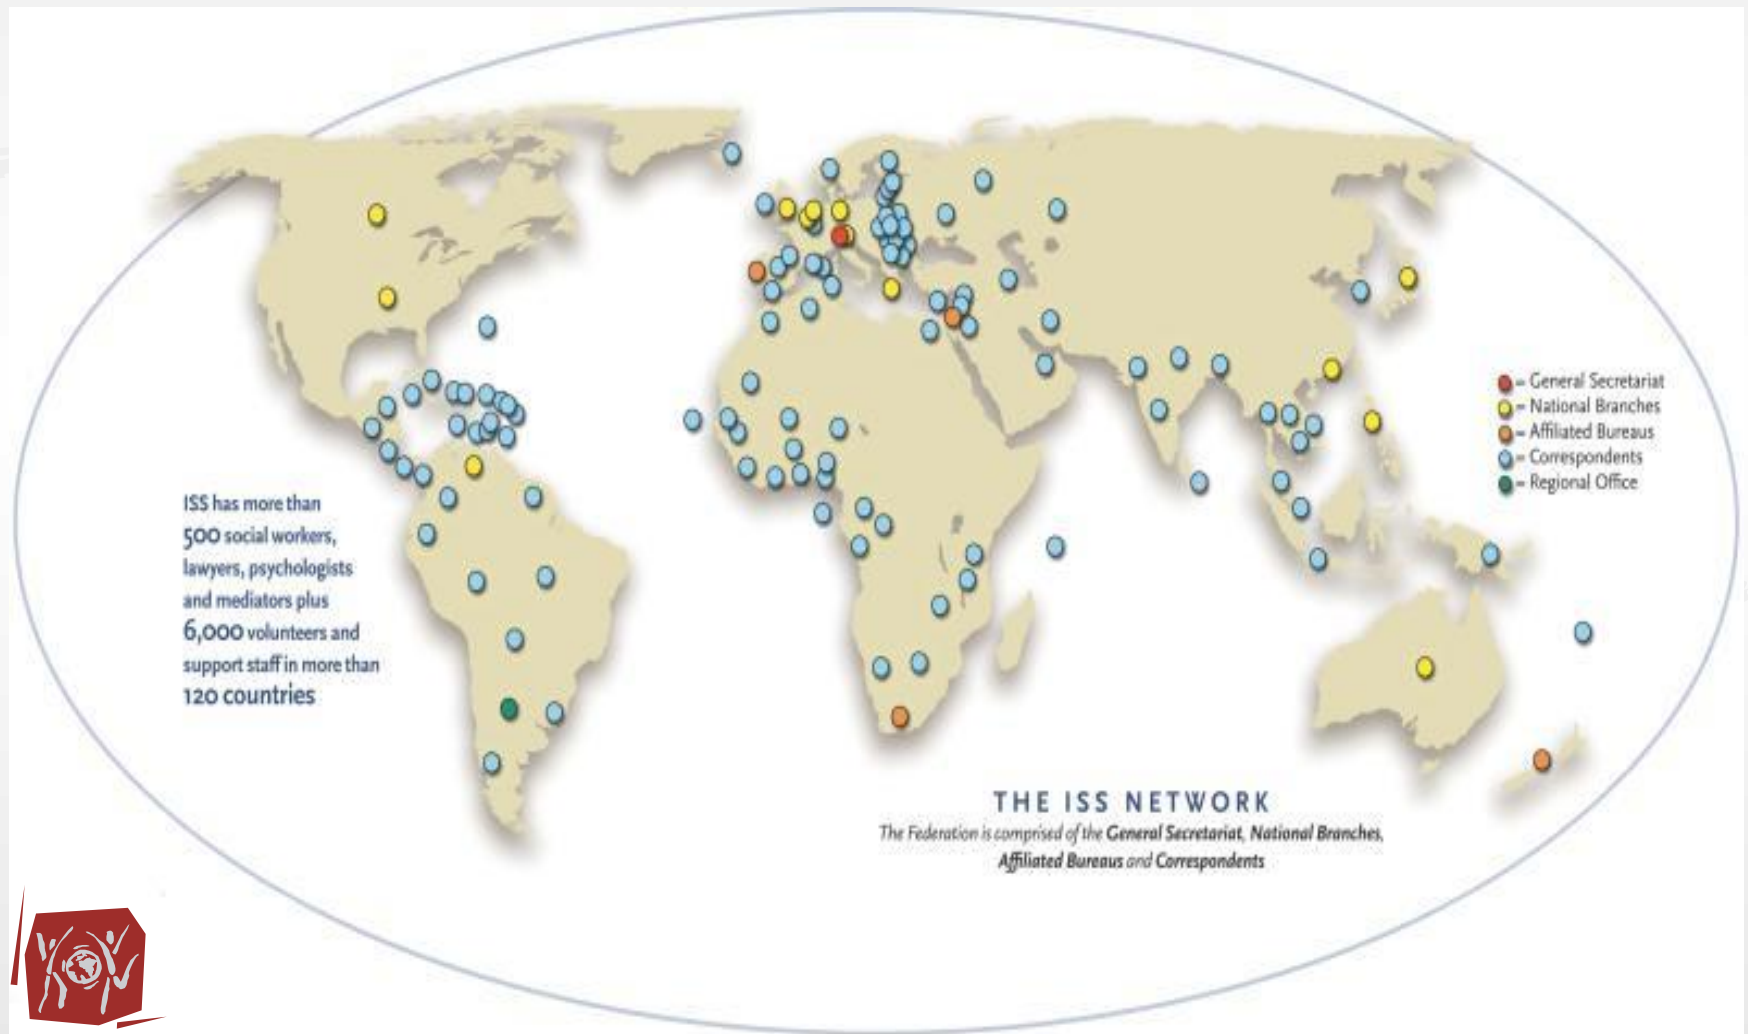 ISS has more than
500 social workers,
lawyers, psychologists
and mediators plus
6,000 volunteers and
support staff in more than
120 countries
= General Secretariat
= National Branches
= Affiliated Bureaus
= Correspondents
= Regional Office
THE ISS NETWORK
The Federation is comprised of the General Secretariat, National Branches,
Affiliated Bureaus and Correspondents